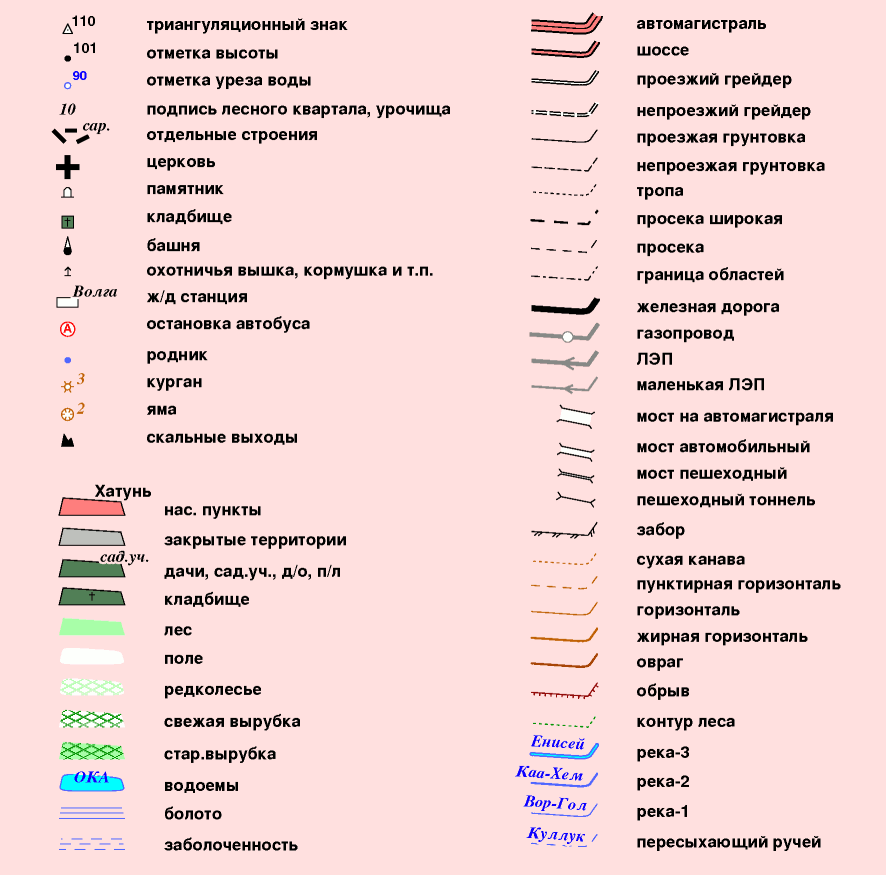 110 триангуляционный знак
101 отметка высоты
90 отметка уреза воды
10 подпись лесного квартала, урочища
сар. отдельные строения
церковь
памятник
кладбище
башня
охотничья вышка, кормушка и т.п.
Волга ж/д станция
А остановка автобуса
родник
3 курган
2 яма
скальные выходы
Хатунь
нас. пункты
закрытые территории
сад.уч.
дачи, сад.уч., д/о, п/л
кладбище
лес
поле
редколесье
свежая вырубка
стар.вырубка
ОКА водоемы
болото
заболоченность
автомагистраль
шоссе
проезжий грейдер
непроезжий грейдер
проезжая грунтовка
непроезжая грунтовка
тропа
просека широкая
просека
граница областей
железная дорога
газопровод
ЛЭП
маленькая ЛЭП
мост на автомагистраля
мост автомобильный
мост пешеходный
пешеходный тоннель
забор
сухая канава
пунктирная горизонталь
горизонталь
жирная горизонталь
овраг
обрыв
контур леса
Енисей река-3
Каа-Хем река-2
Вор-Гол река-1
Куллук пересыхающий ручей